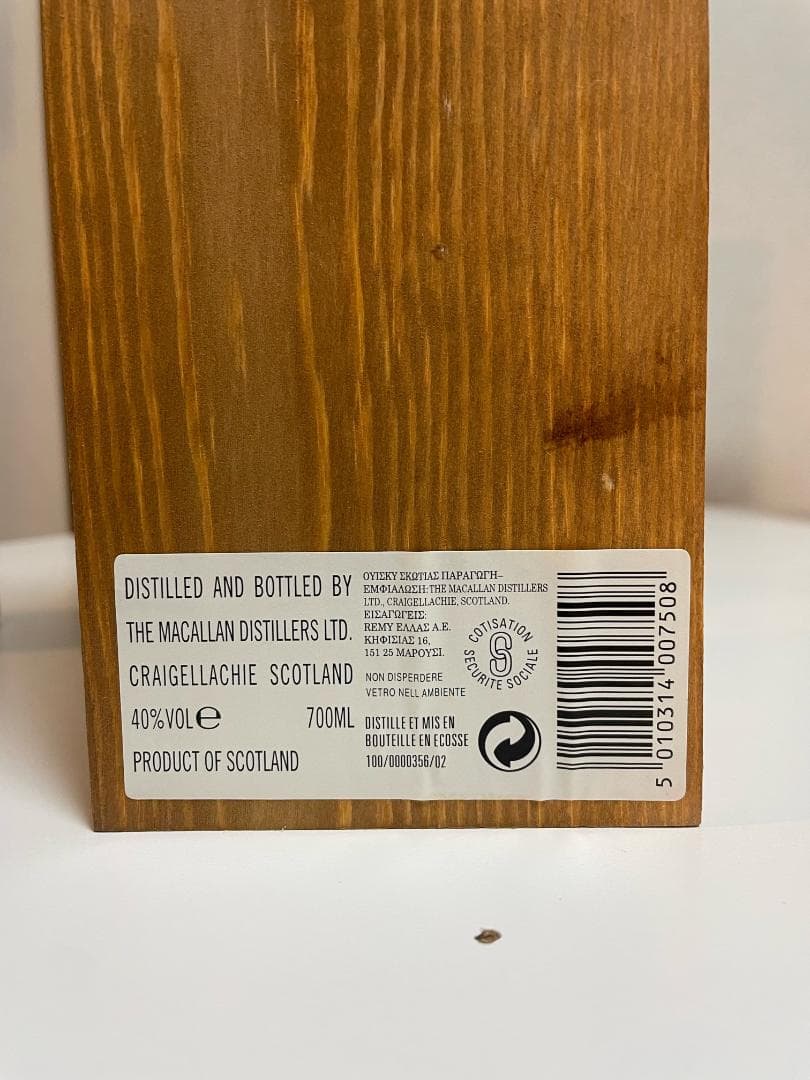 DISTILLED AND BOTTLED BY
THE MACALLAN DISTILLERS LTD.
CRAIGELLACHIE SCOTLAND
40%VOL℮ 700ML
PRODUCT OF SCOTLAND
ΟΥΙΣΚΥ ΣΚΩΤΙΑΣ ΠΑΡΑΓΩΓΗ–
ΕΜΦΙΑΛΩΣΗ:THE MACALLAN DISTILLERS
LTD., CRAIGELLACHIE, SCOTLAND.
ΕΙΣΑΓΩΓΕΙΣ:
REMY ΕΛΛΑΣ Α.Ε.
ΚΗΦΙΣΙΑΣ 16,
151 25 ΜΑΡΟΥΣΙ.
NON DISPERDERE
VETRO NELL AMBIENTE
DISTILLE ET MIS EN
BOUTEILLE EN ECOSSE
100/0000356/02
COTISATION
SECURITE SOCIALE
SS
5 010314 007508